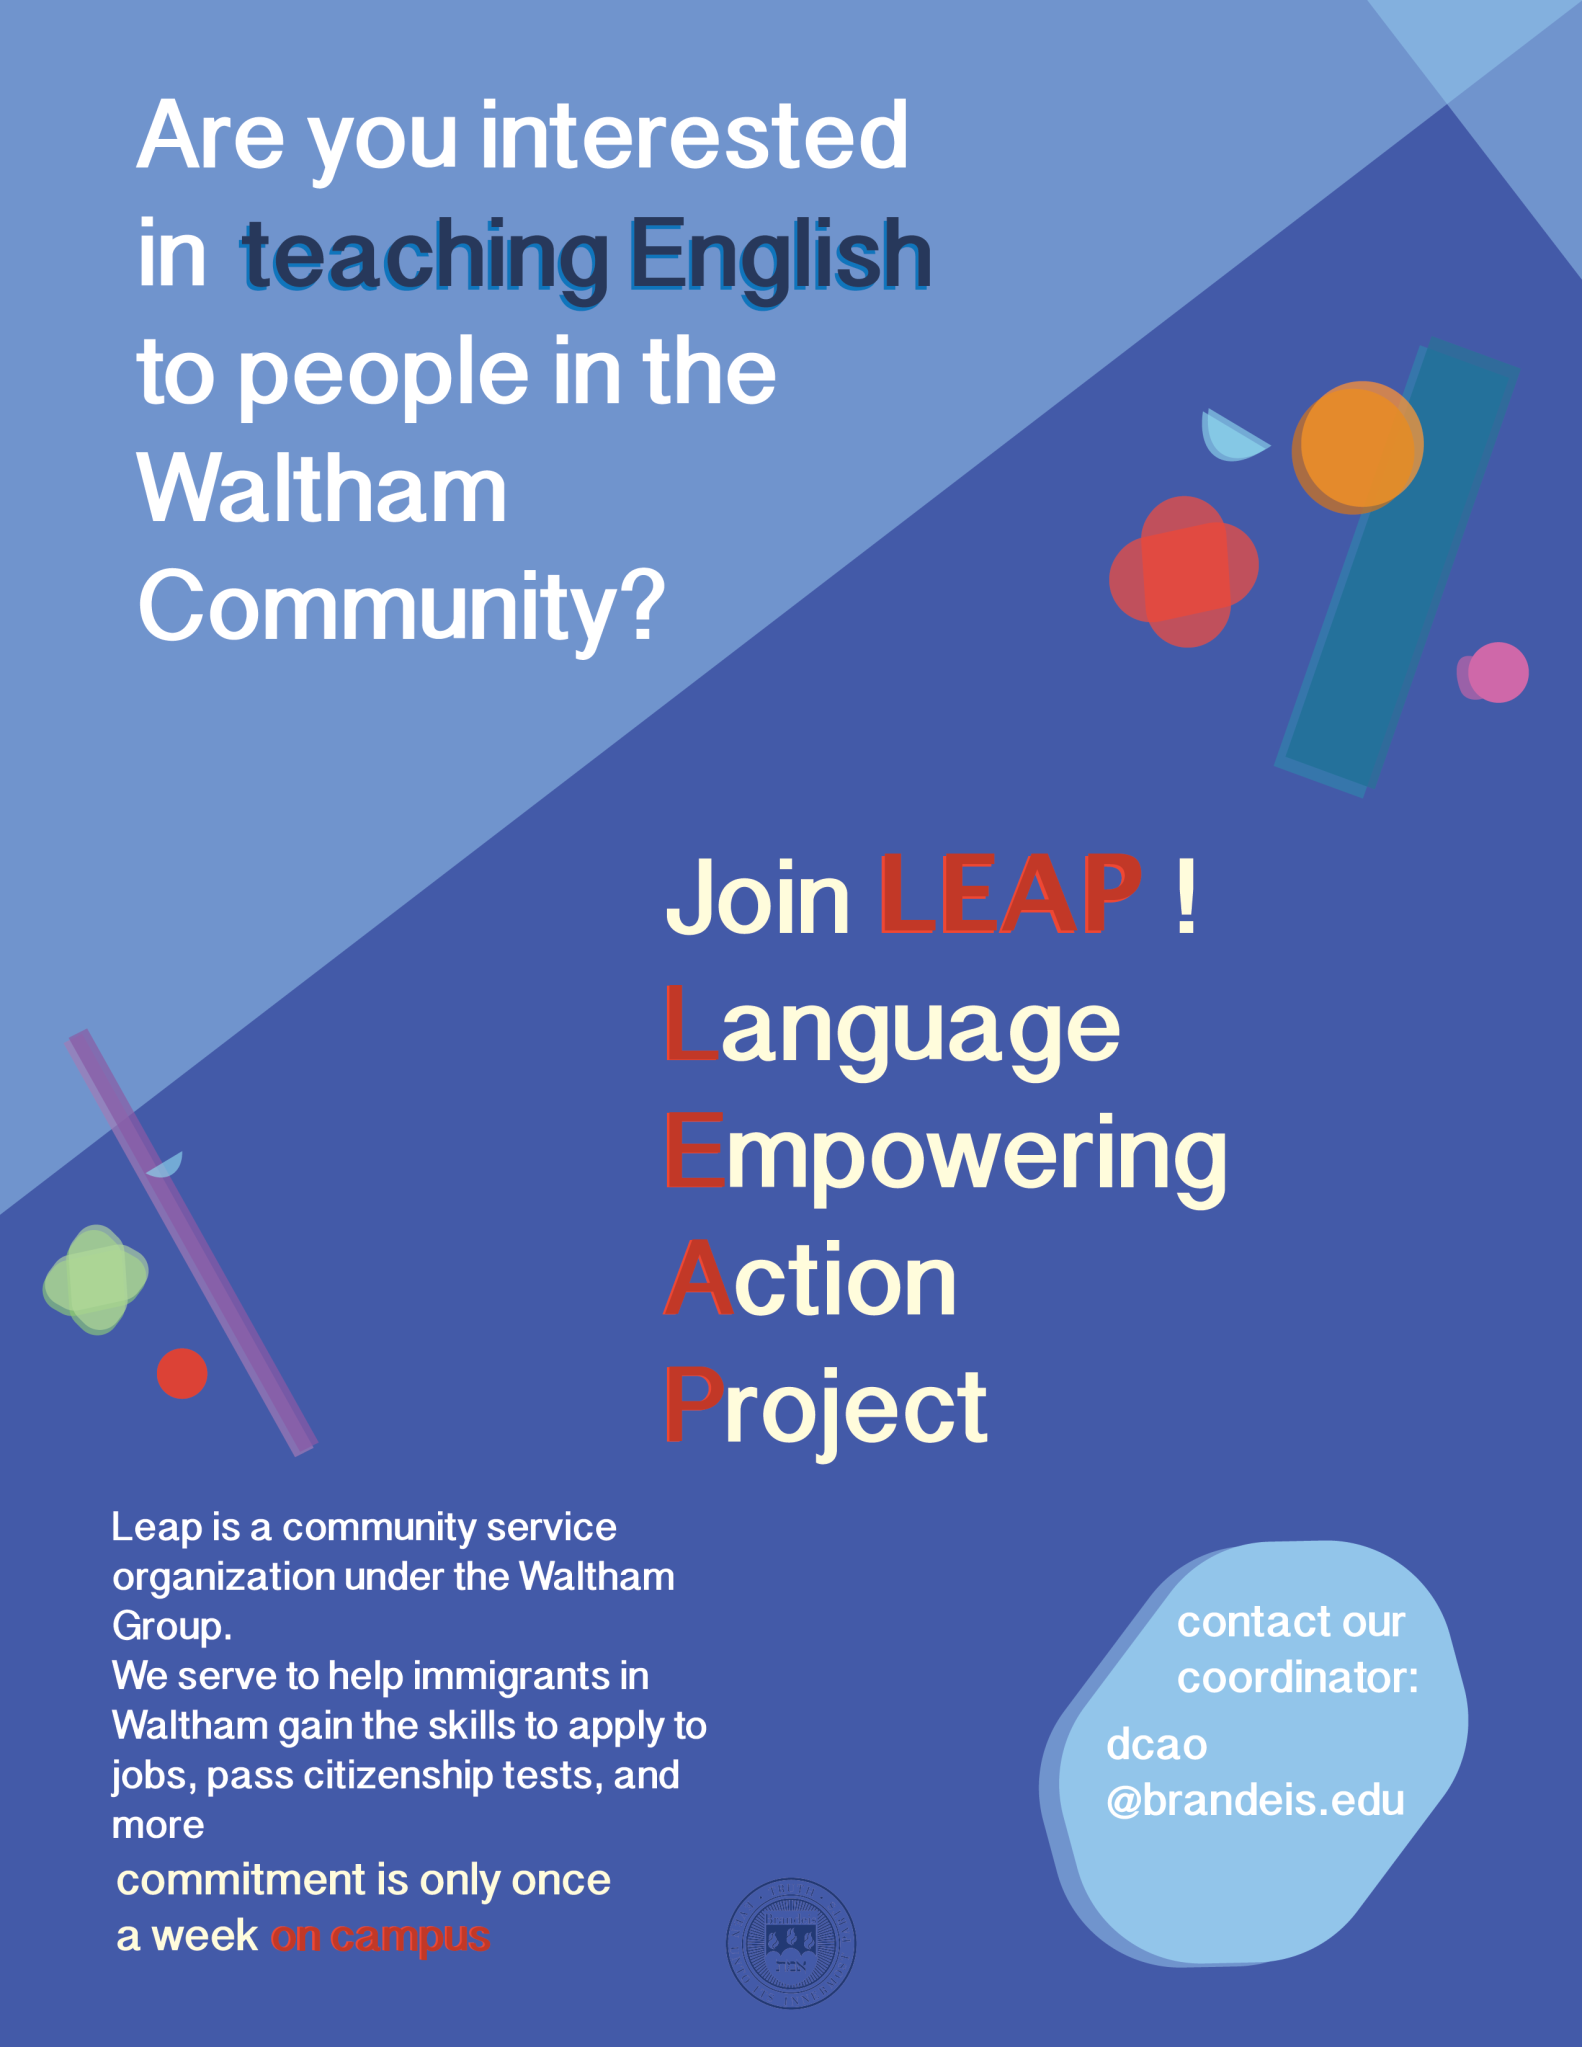 Are you interested
in teaching English
to people in the
Waltham
Community?
Join LEAP !
Language
Empowering
Action
Project
Leap is a community service
organization under the Waltham
Group.
We serve to help immigrants in
Waltham gain the skills to apply to
jobs, pass citizenship tests, and
more
commitment is only once
a week on campus
contact our
coordinator:
dcao
@brandeis.edu